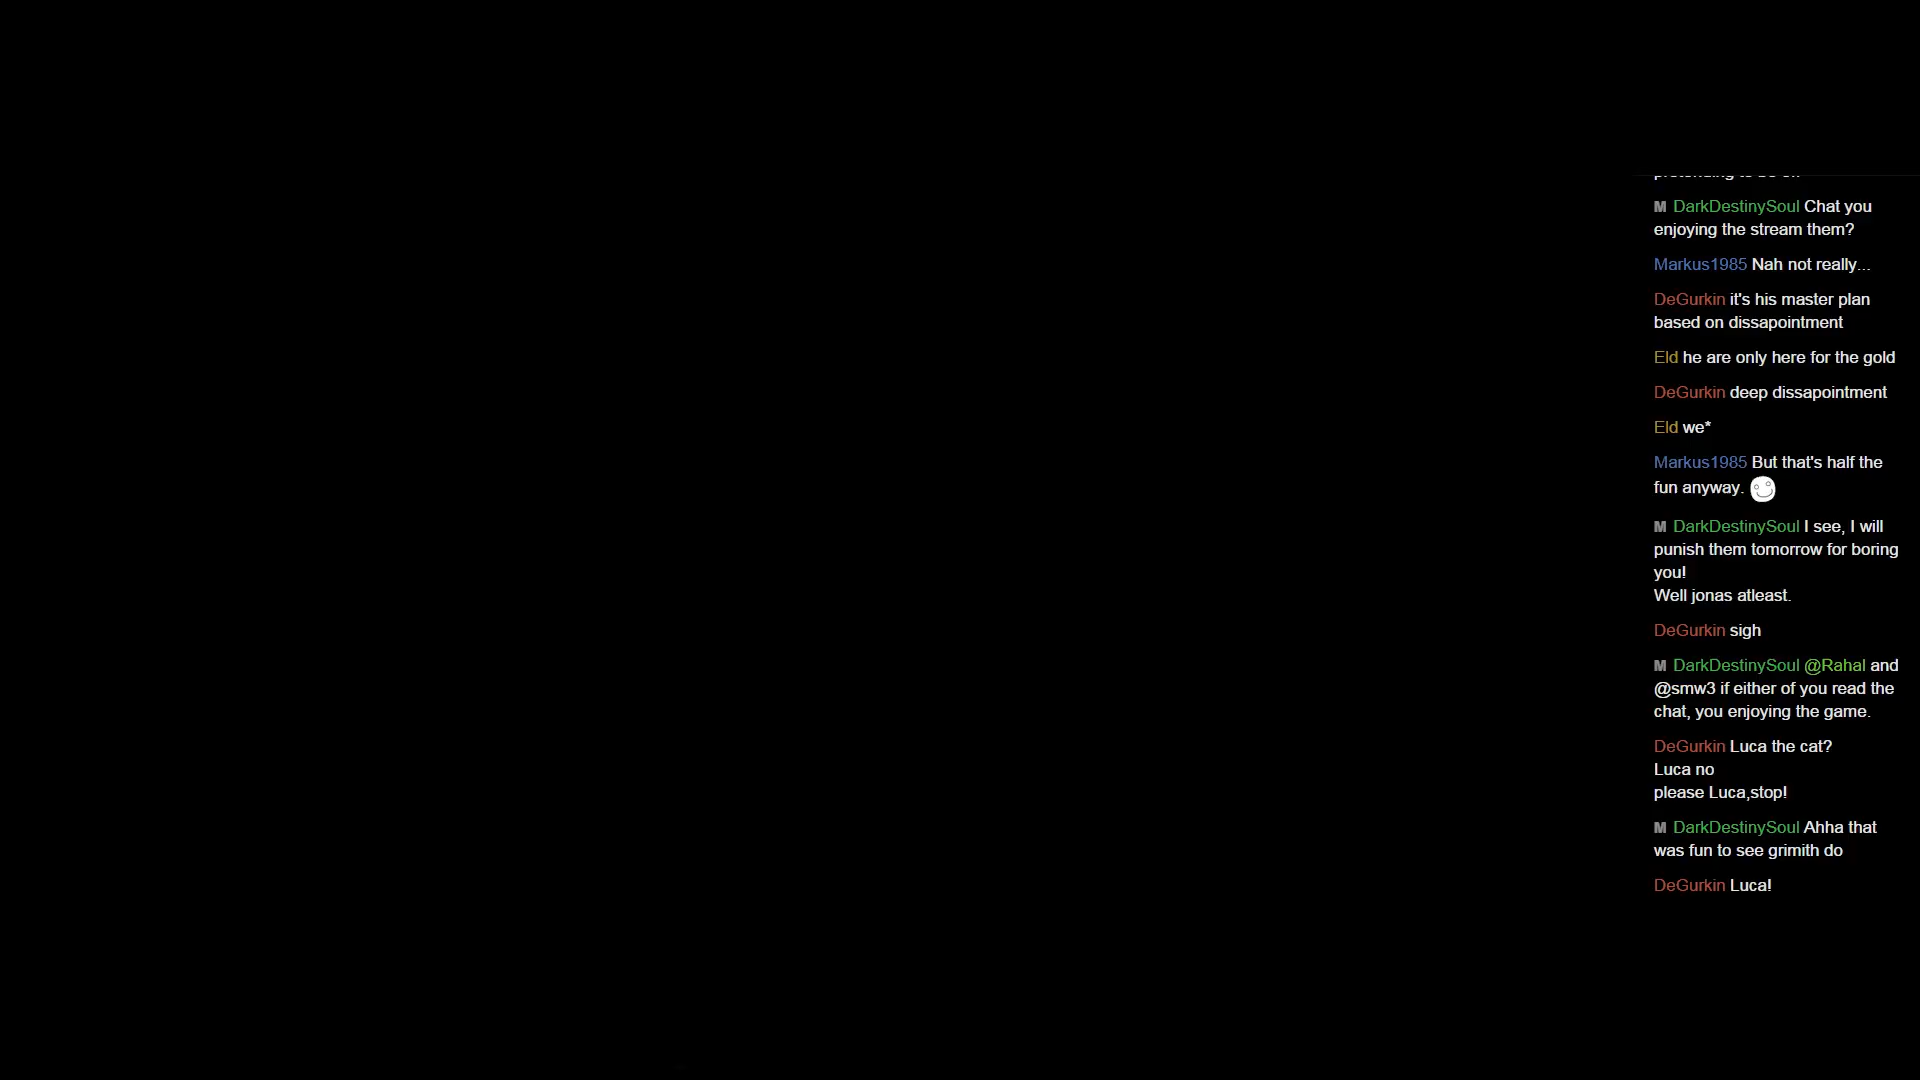 M DarkDestinySoul Chat you
enjoying the stream them?
Markus1985 Nah not really...
DeGurkin it's his master plan
based on dissapointment
Eld he are only here for the gold
DeGurkin deep dissapointment
Eld we*
Markus1985 But that's half the
fun anyway.
M DarkDestinySoul I see, I will
punish them tomorrow for boring
you!
Well jonas atleast.
DeGurkin sigh
M DarkDestinySoul @Rahal and
@smw3 if either of you read the
chat, you enjoying the game.
DeGurkin Luca the cat?
Luca no
please Luca,stop!
M DarkDestinySoul Ahha that
was fun to see grimith do
DeGurkin Luca!